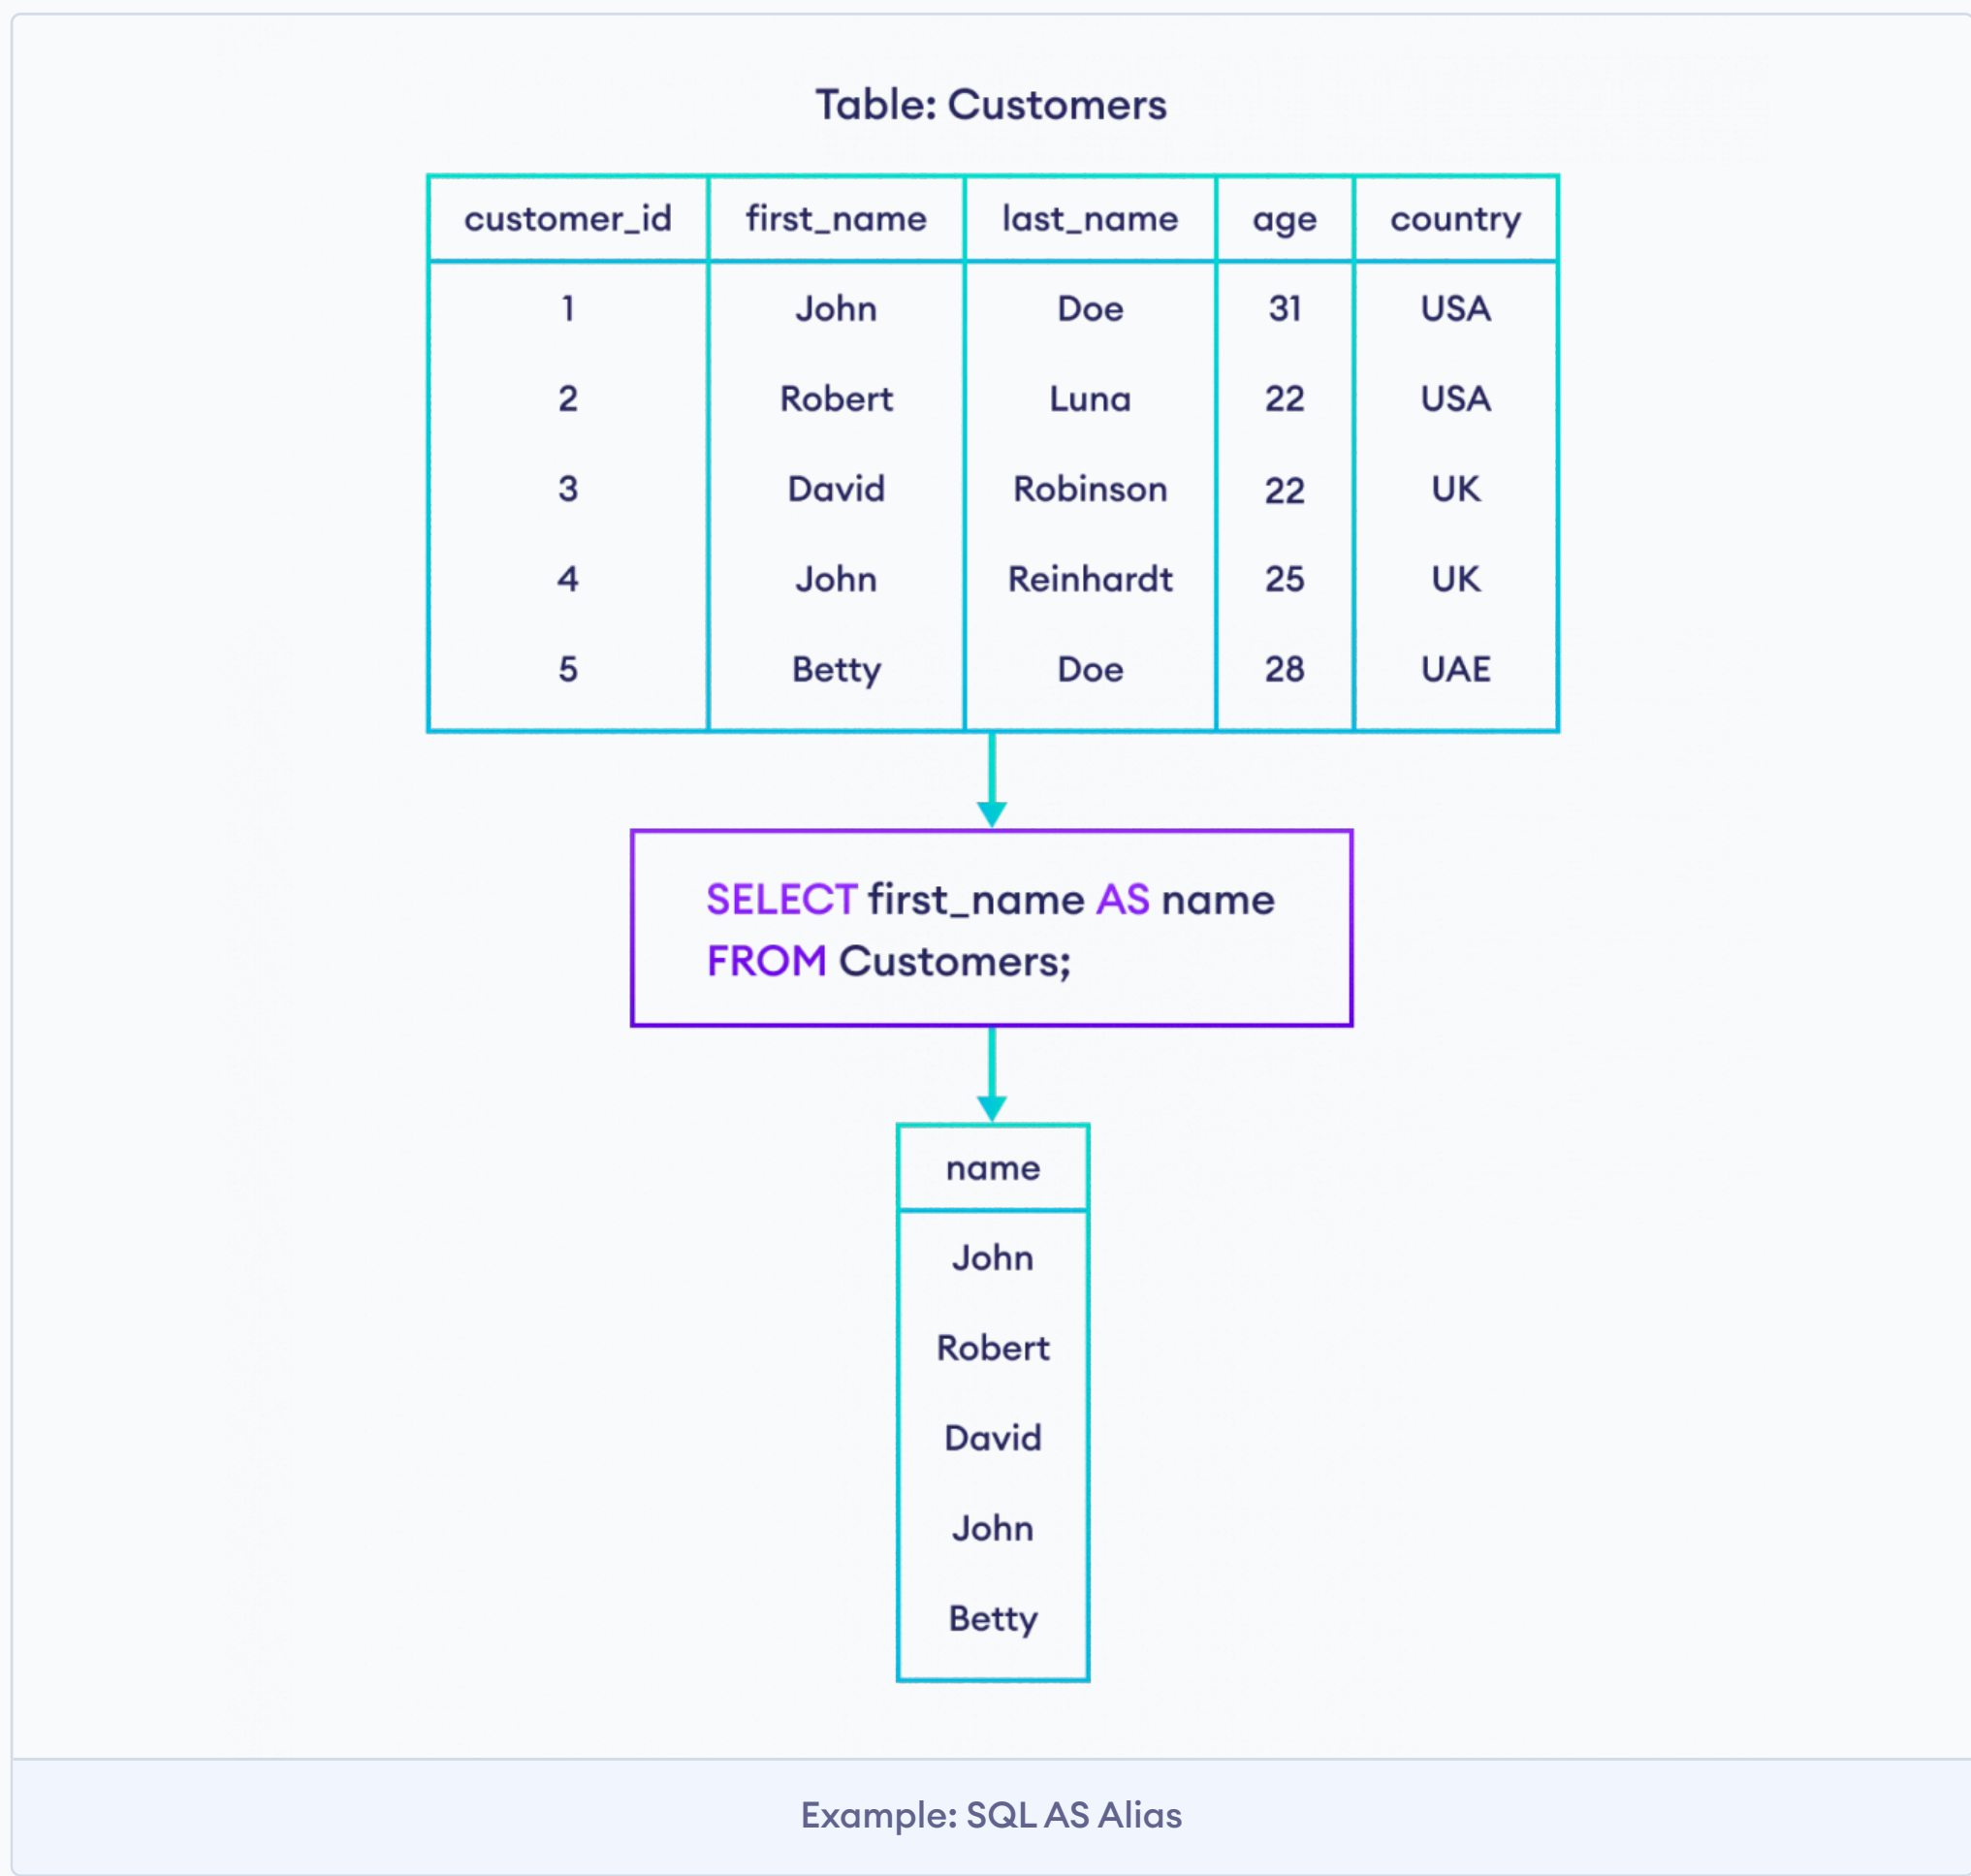 Table: Customers
customer_id first_name last_name age country
1 John Doe 31 USA
2 Robert Luna 22 USA
3 David Robinson 22 UK
4 John Reinhardt 25 UK
5 Betty Doe 28 UAE
SELECT first_name AS name
FROM Customers;
name
John
Robert
David
John
Betty
Example: SQL AS Alias